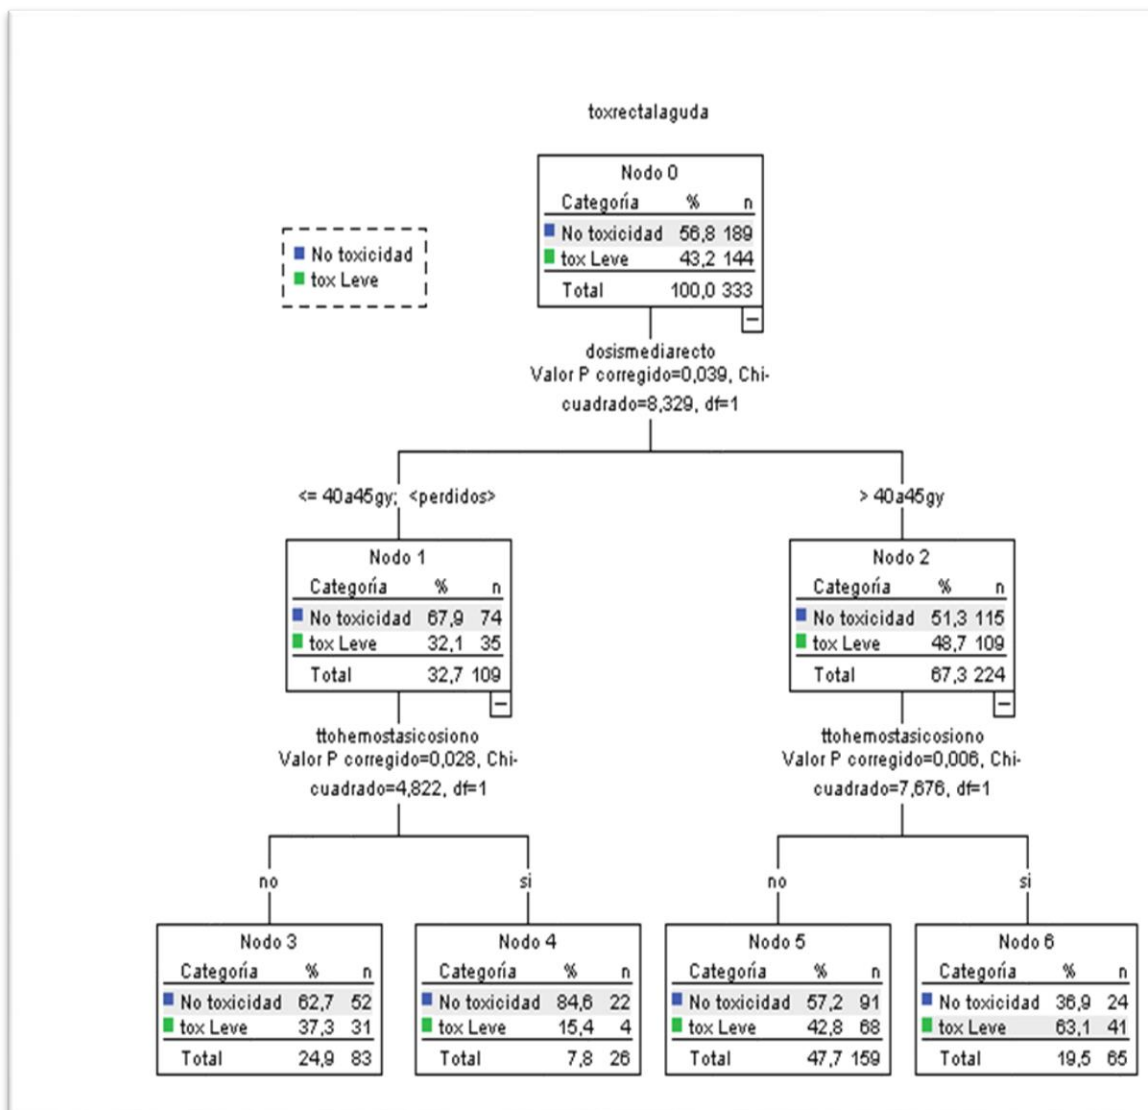 toxrectalaguda
Nodo 0
Categoría % n
No toxicidad 56,8 189
tox Leve 43,2 144
Total 100,0 333
No toxicidad
tox Leve
dosismediarecto
Valor P corregido=0,039, Chi-
cuadrado=8,329, df=1
<= 40a45gy; <perdidos>
> 40a45gy
Nodo 1
Categoría % n
No toxicidad 67,9 74
tox Leve 32,1 35
Total 32,7 109
Nodo 2
Categoría % n
No toxicidad 51,3 115
tox Leve 48,7 109
Total 67,3 224
ttohemostasicosiono
Valor P corregido=0,028, Chi-
cuadrado=4,822, df=1
ttohemostasicosiono
Valor P corregido=0,006, Chi-
cuadrado=7,676, df=1
no
si
no
si
Nodo 3
Categoría % n
No toxicidad 62,7 52
tox Leve 37,3 31
Total 24,9 83
Nodo 4
Categoría % n
No toxicidad 84,6 22
tox Leve 15,4 4
Total 7,8 26
Nodo 5
Categoría % n
No toxicidad 57,2 91
tox Leve 42,8 68
Total 47,7 159
Nodo 6
Categoría % n
No toxicidad 36,9 24
tox Leve 63,1 41
Total 19,5 65